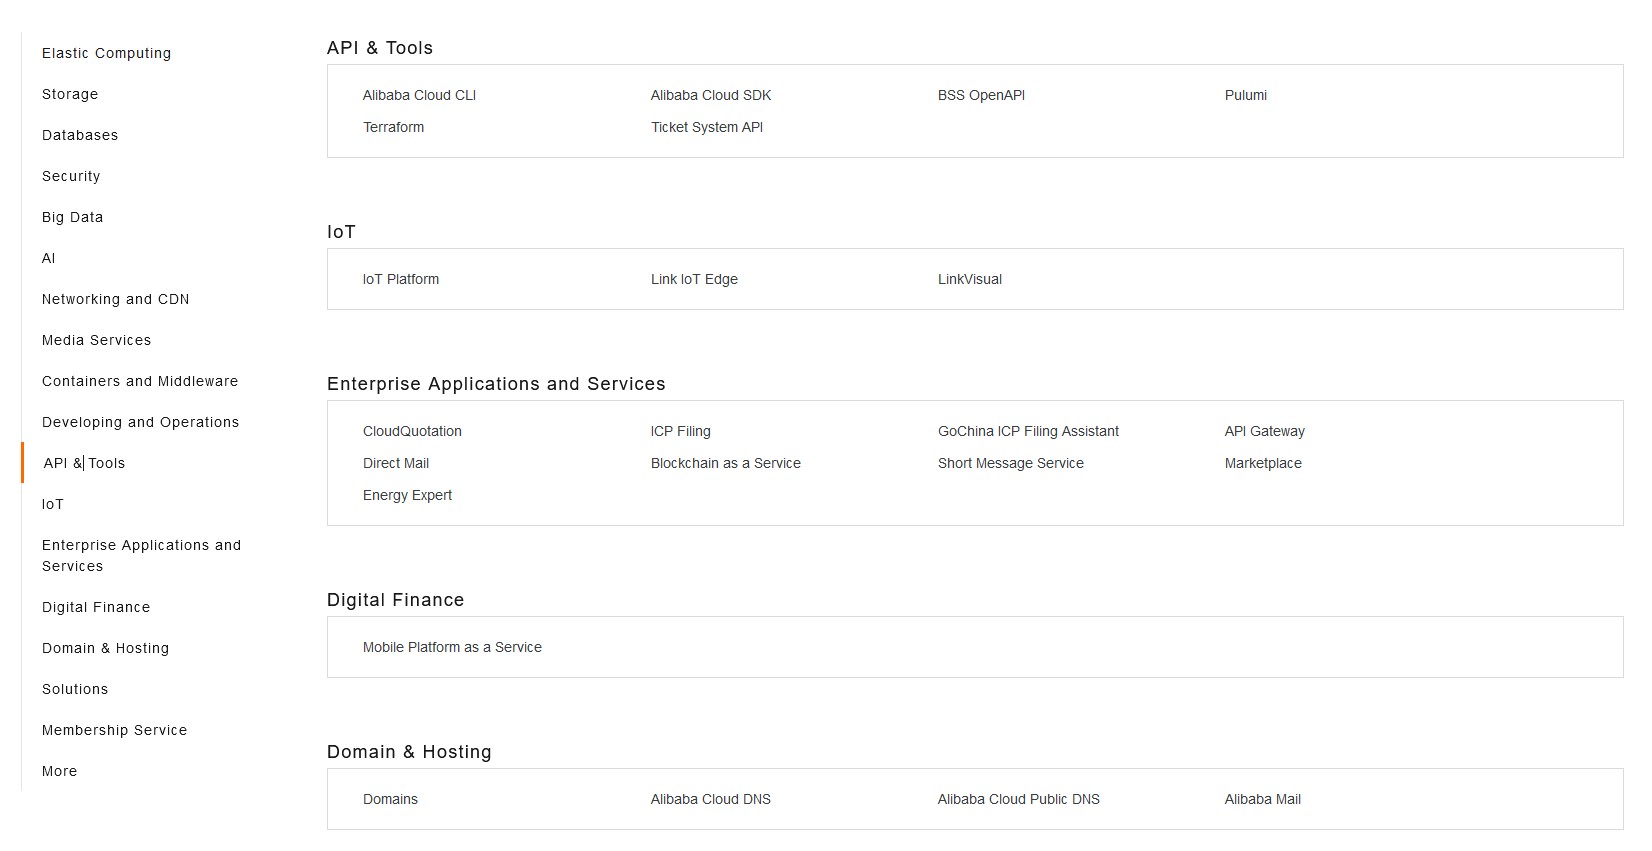 Elastic Computing
Storage
Databases
Security
Big Data
AI
Networking and CDN
Media Services
Containers and Middleware
Developing and Operations
API & Tools
IoT
Enterprise Applications and
Services
Digital Finance
Domain & Hosting
Solutions
Membership Service
More
API & Tools
Alibaba Cloud CLI Alibaba Cloud SDK BSS OpenAPI Pulumi
Terraform Ticket System API
IoT
IoT Platform Link IoT Edge LinkVisual
Enterprise Applications and Services
CloudQuotation ICP Filing GoChina ICP Filing Assistant API Gateway
Direct Mail Blockchain as a Service Short Message Service Marketplace
Energy Expert
Digital Finance
Mobile Platform as a Service
Domain & Hosting
Domains Alibaba Cloud DNS Alibaba Cloud Public DNS Alibaba Mail